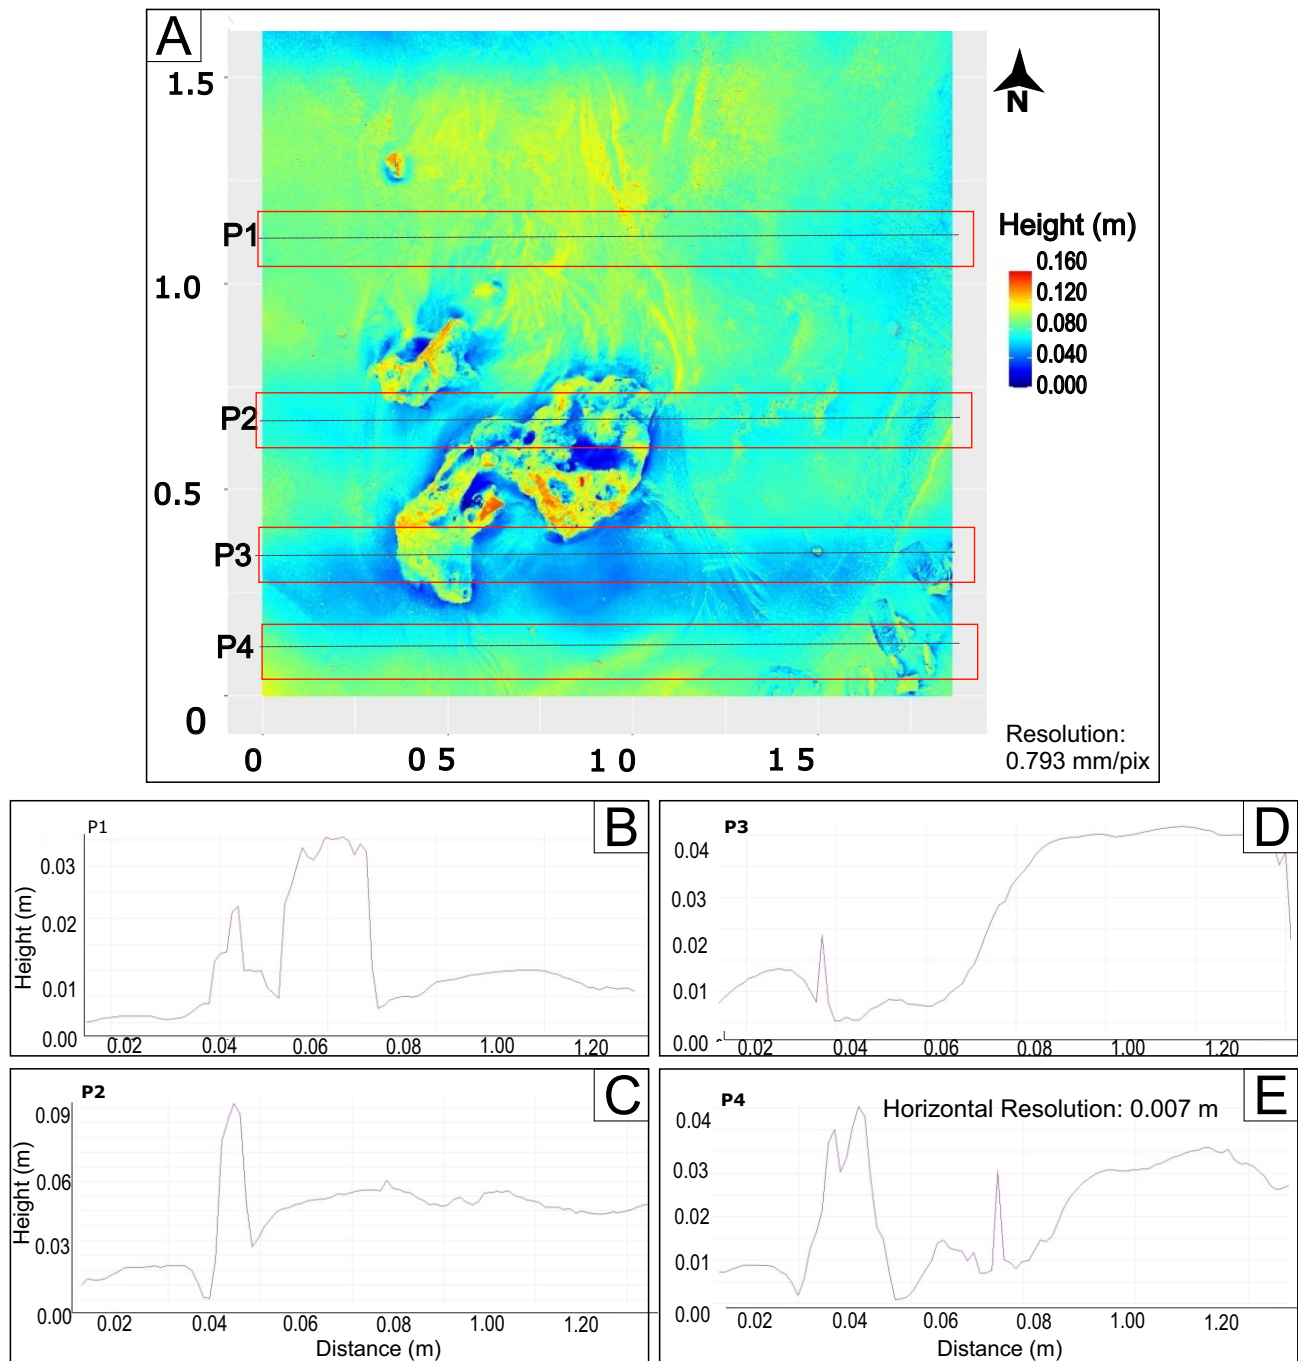 A
N
1.5
1.0
0.5
0
P1
P2
P3
P4
0
0 5
1 0
1 5
Height (m)
0.160
0.120
0.080
0.040
0.000
Resolution:
0.793 mm/pix
B
P1
Height (m)
0.03
0.02
0.01
0.00
0.02
0.04
0.06
0.08
1.00
1.20
D
P3
0.04
0.03
0.02
0.01
0.00
0.02
0.04
0.06
0.08
1.00
1.20
C
P2
Height (m)
0.09
0.06
0.03
0.00
0.02
0.04
0.06
0.08
1.00
1.20
Distance (m)
E
P4
Horizontal Resolution: 0.007 m
0.04
0.03
0.02
0.01
0.00
0.02
0.04
0.06
0.08
1.00
1.20
Distance (m)